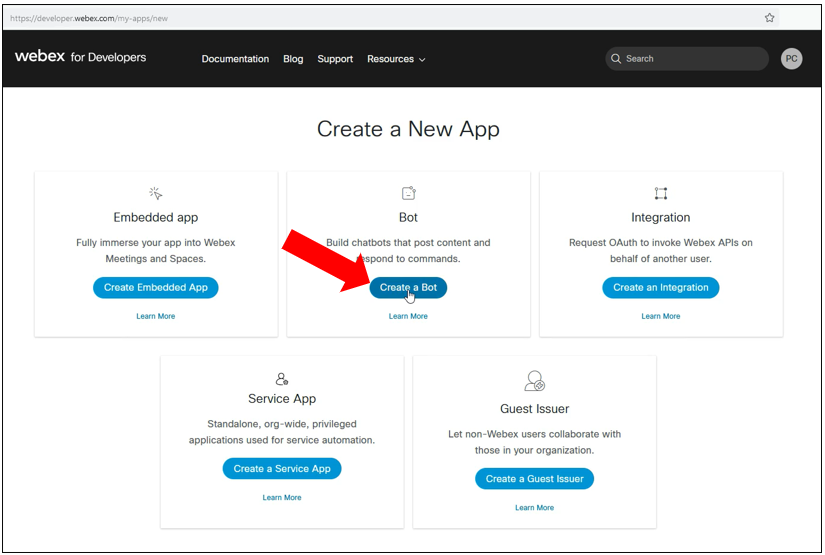 https://developer.webex.com/my-apps/new
webex for Developers
Documentation
Blog
Support
Resources
Search
PC
Create a New App
Embedded app
Fully immerse your app into Webex
Meetings and Spaces.
Create Embedded App
Learn More
Bot
Build chatbots that post content and
respond to commands.
Create a Bot
Learn More
Integration
Request OAuth to invoke Webex APIs on
behalf of another user.
Create an Integration
Learn More
Service App
Standalone, org-wide, privileged
applications used for service automation.
Create a Service App
Learn More
Guest Issuer
Let non-Webex users collaborate with
those in your organization.
Create a Guest Issuer
Learn More